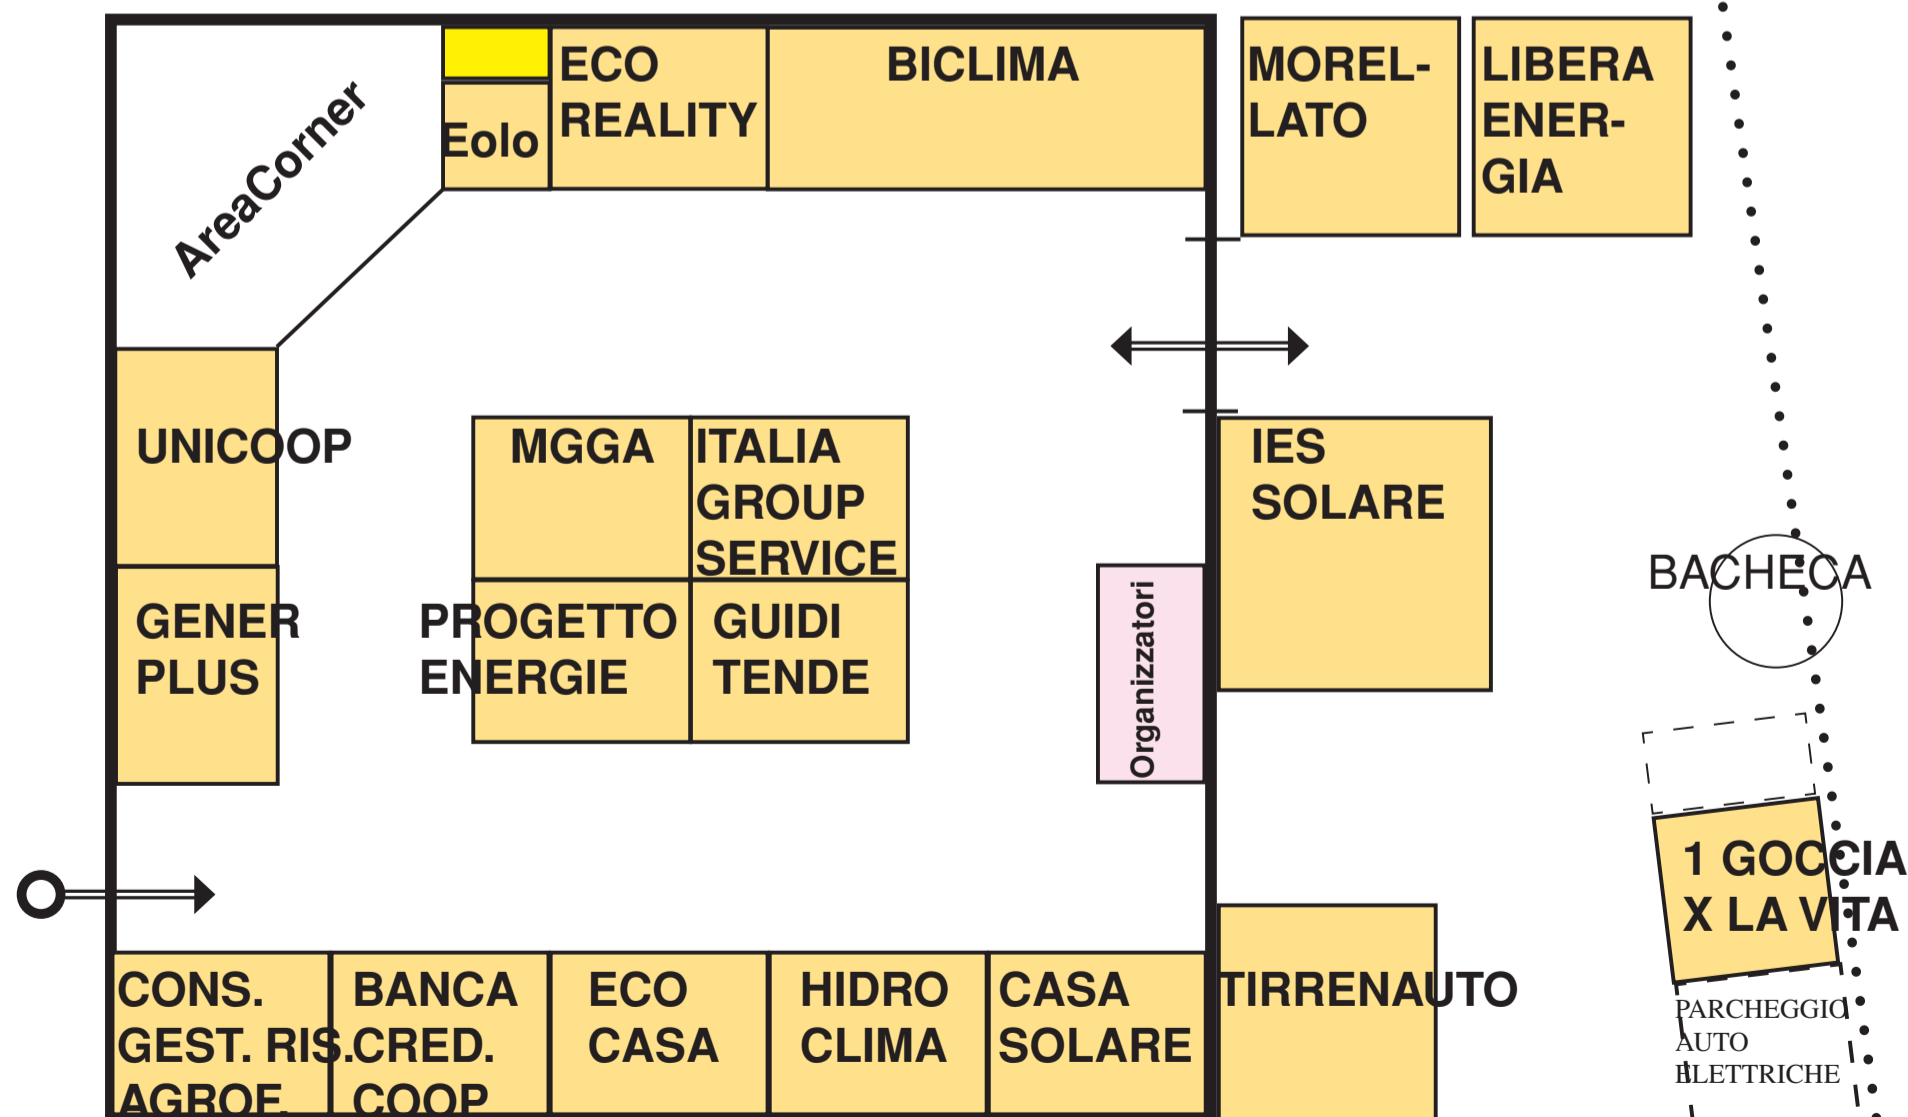 AreaCorner
Eolo
ECO
REALITY
BICLIMA
MOREL-
LATO
LIBERA
ENER-
GIA
UNICOOP
GENER
PLUS
MGGA
ITALIA
GROUP
SERVICE
PROGETTO
ENERGIE
GUIDI
TENDE
Organizzatori
IES
SOLARE
BACHECA
1 GOCCIA
X LA VITA
PARCHEGGIO
AUTO
ELETTRICHE
CONS.
GEST. RIS.
AGROF.
BANCA
CRED.
COOP
ECO
CASA
HIDRO
CLIMA
CASA
SOLARE
TIRRENAUTO